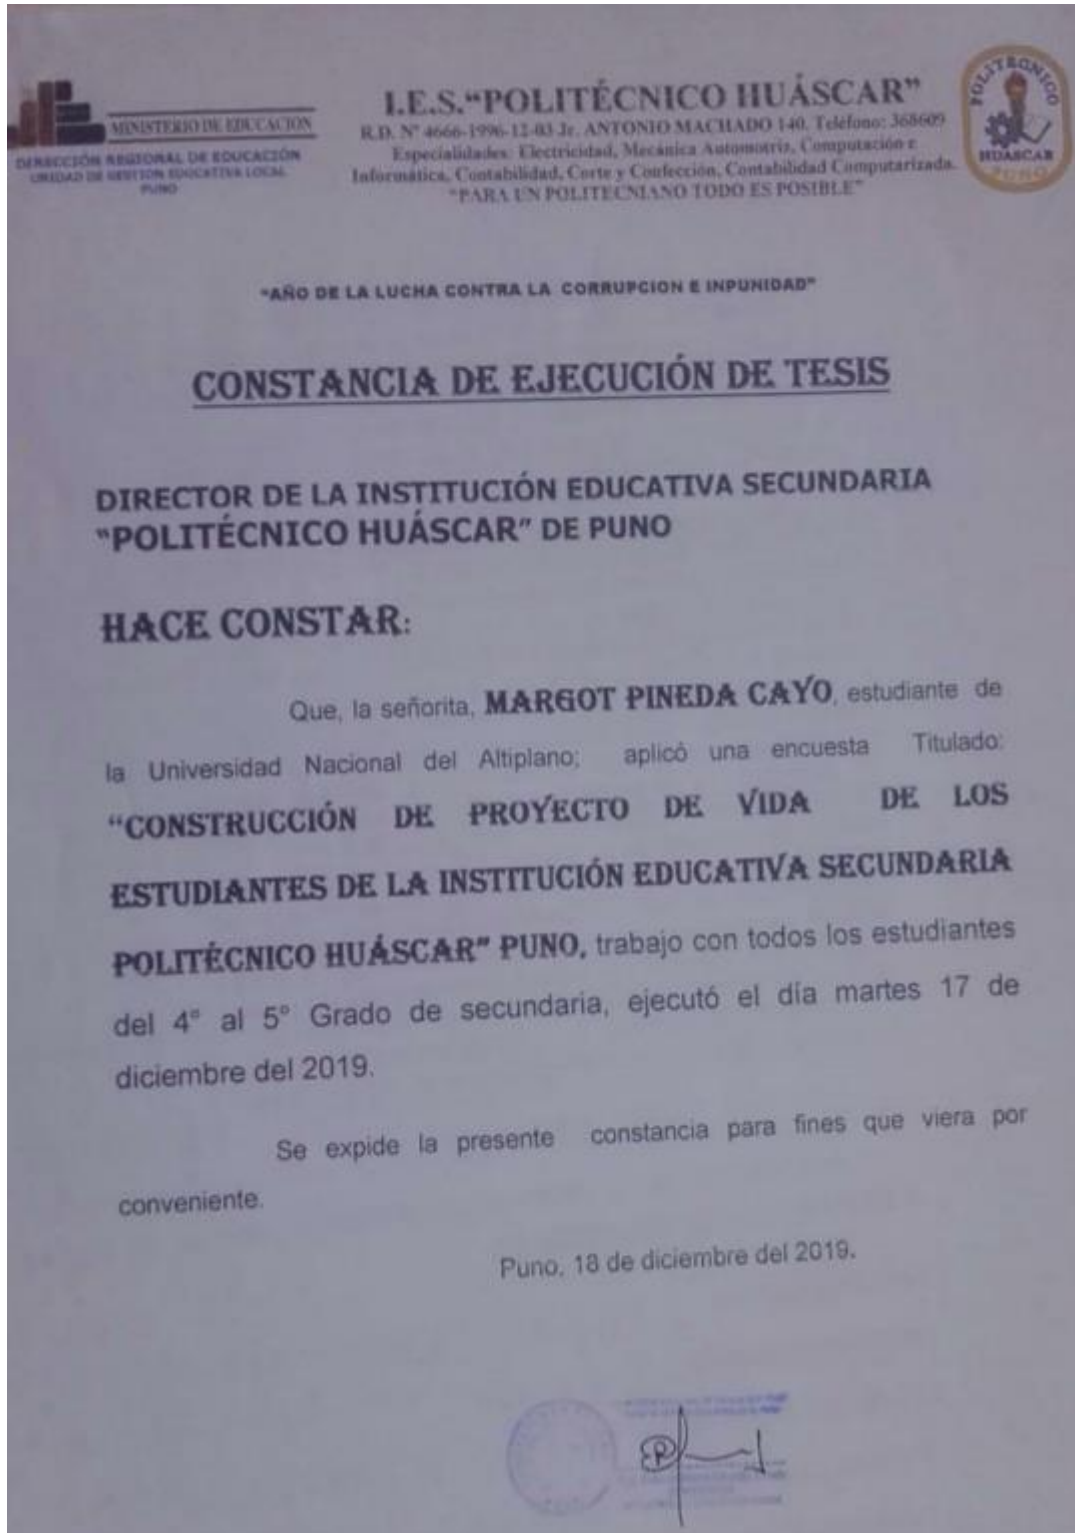 MINISTERIO DE EDUCACION
DIRECCIÓN REGIONAL DE EDUCACIÓN
UNIDAD DE GESTIÓN EDUCATIVA LOCAL
PUNO
I.E.S."POLITÉCNICO HUÁSCAR"
R.D. Nº 4666-1996-12-03 Jr. ANTONIO MACHADO 140. Teléfono: 368609
Especialidades: Electricidad, Mecánica Automotriz, Computación e
Informática, Contabilidad, Corte y Confección, Contabilidad Computarizada.
"PARA UN POLITECNIANO TODO ES POSIBLE"
POLITECNICO
HUASCAR
PUNO
"AÑO DE LA LUCHA CONTRA LA CORRUPCION E INPUNIDAD"
CONSTANCIA DE EJECUCIÓN DE TESIS
DIRECTOR DE LA INSTITUCIÓN EDUCATIVA SECUNDARIA
"POLITÉCNICO HUÁSCAR" DE PUNO
HACE CONSTAR:
Que, la señorita, MARGOT PINEDA CAYO, estudiante de
la Universidad Nacional del Altiplano; aplicó una encuesta Titulado:
"CONSTRUCCIÓN DE PROYECTO DE VIDA DE LOS
ESTUDIANTES DE LA INSTITUCIÓN EDUCATIVA SECUNDARIA
POLITÉCNICO HUÁSCAR" PUNO, trabajo con todos los estudiantes
del 4° al 5° Grado de secundaria, ejecutó el día martes 17 de
diciembre del 2019.
Se expide la presente constancia para fines que viera por
conveniente.
Puno, 18 de diciembre del 2019.